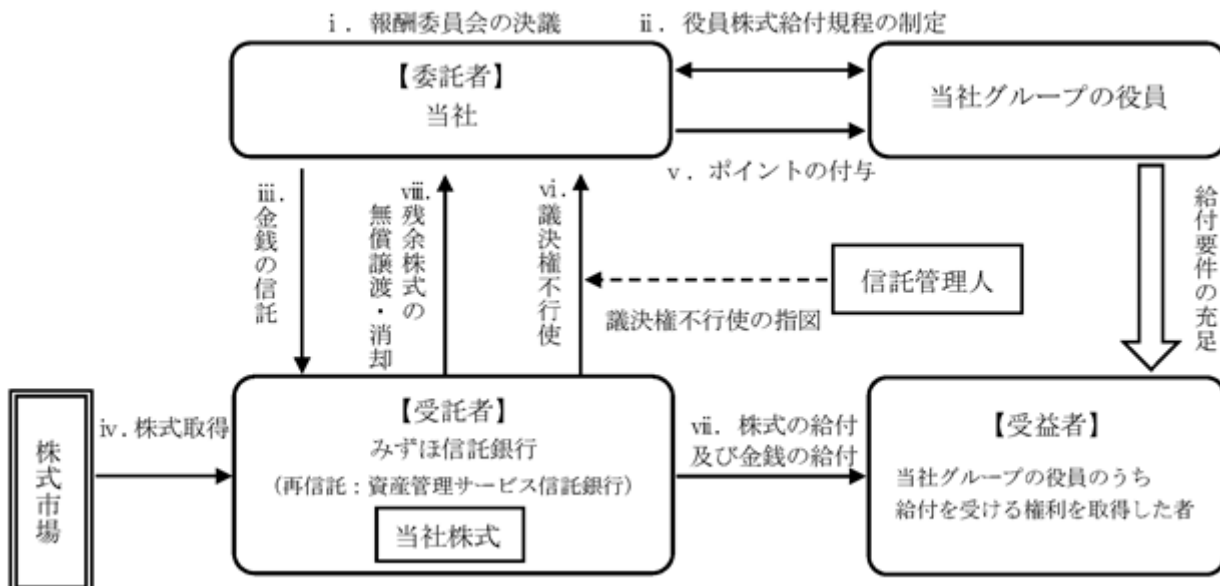 ⅰ．報酬委員会の決議
ⅱ．役員株式給付規程の制定
【委託者】
当社
当社グループの役員
ⅴ．ポイントの付与
ⅲ．金銭の信託
ⅷ．残余株式の
無償譲渡・消却
ⅵ．議決権不行使
信託管理人
議決権不行使の指図
給付要件の充足
株式市場
ⅳ．株式取得
【受託者】
みずほ信託銀行
（再信託：資産管理サービス信託銀行）
当社株式
ⅶ．株式の給付
及び金銭の給付
【受益者】
当社グループの役員のうち
給付を受ける権利を取得した者